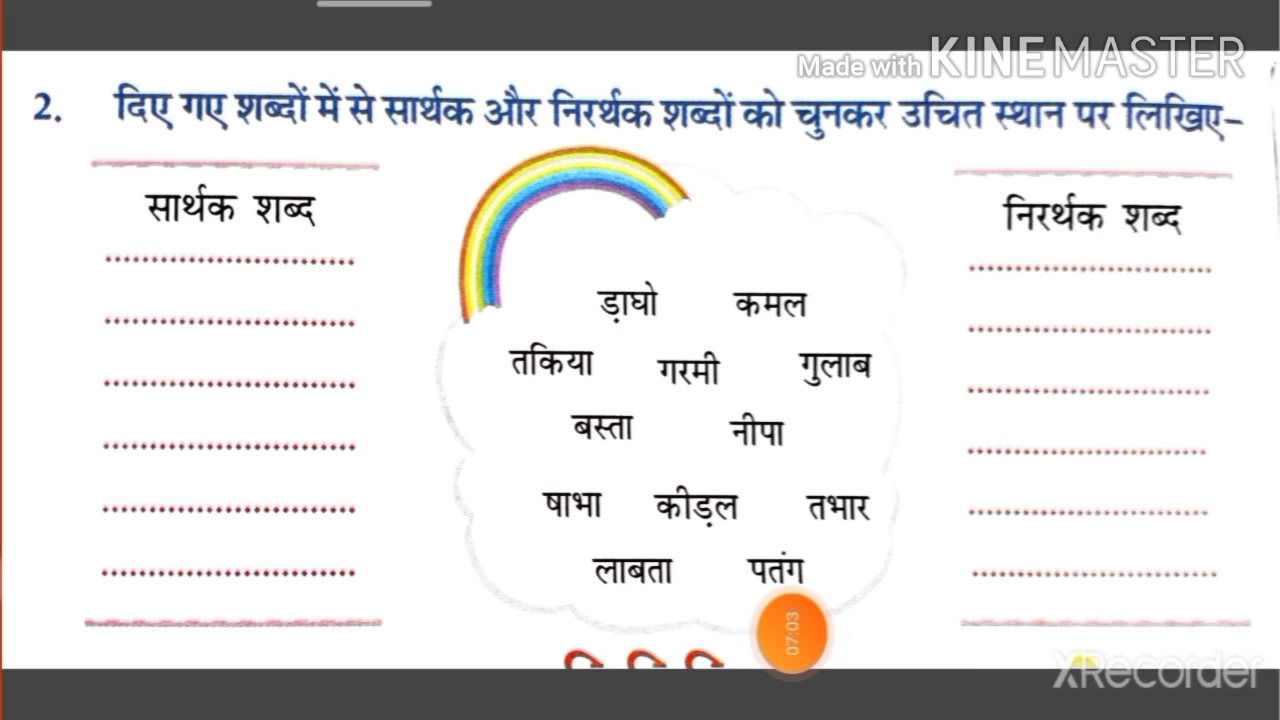 Made with KINEMASTER
2. दिए गए शब्दों में से सार्थक और निरर्थक शब्दों को चुनकर उचित स्थान पर लिखिए–
सार्थक शब्द
निरर्थक शब्द
ड़ाघो कमल
तकिया गरमी गुलाब
बस्ता नीपा
षाभा कीड़ल तभार
लाबता पतंग
07:03
XRecorder